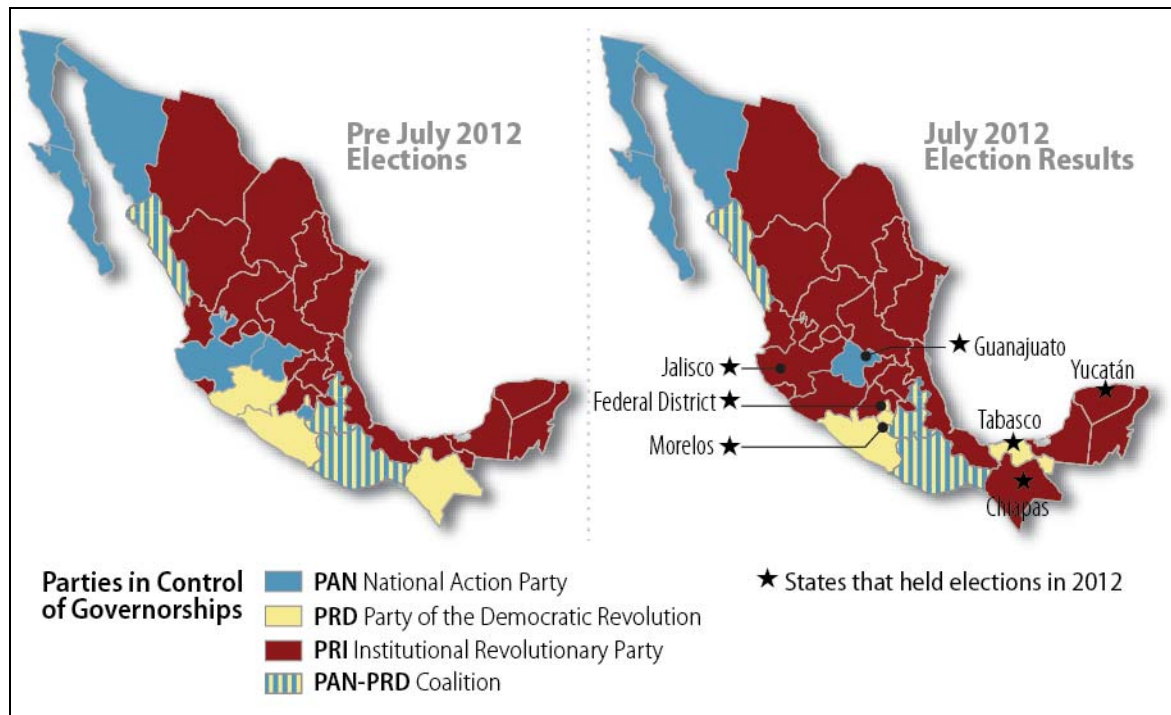 Pre July 2012
Elections
July 2012
Election Results
Jalisco ★
★ Guanajuato
Federal District ★
Morelos ★
Yucatán
★
Tabasco
★
★
Chiapas
Parties in Control
of Governorships
PAN National Action Party
PRD Party of the Democratic Revolution
PRI Institutional Revolutionary Party
PAN-PRD Coalition
★ States that held elections in 2012